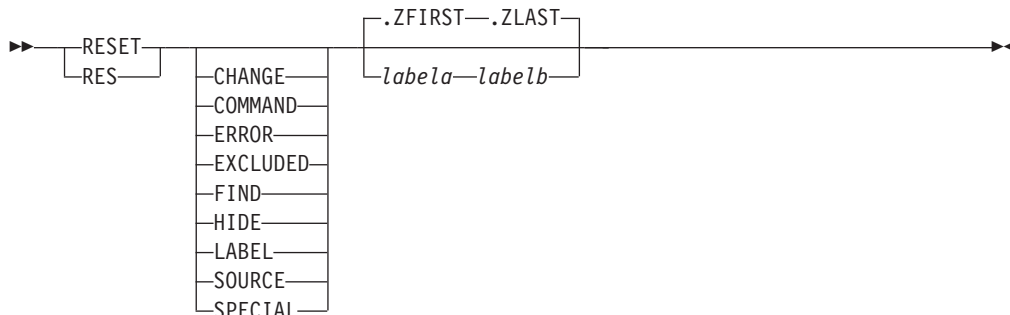 .ZFIRST .ZLAST
RESET
RES
labela labelb
CHANGE
COMMAND
ERROR
EXCLUDED
FIND
HIDE
LABEL
SOURCE
SPECIAL